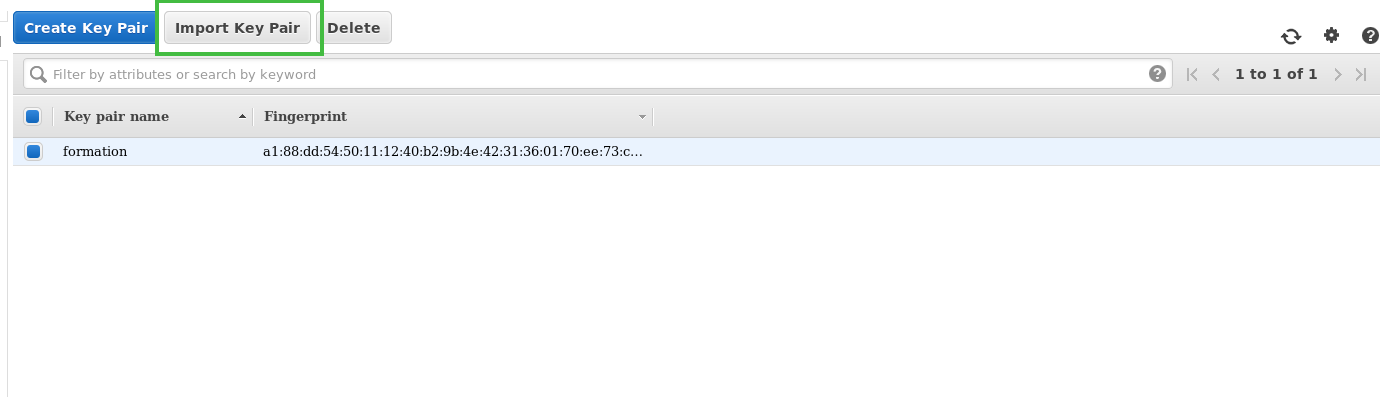 Create Key Pair Import Key Pair Delete
Filter by attributes or search by keyword 1 to 1 of 1
Key pair name Fingerprint
formation a1:88:dd:54:50:11:12:40:b2:9b:4e:42:31:36:01:70:ee:73:c...